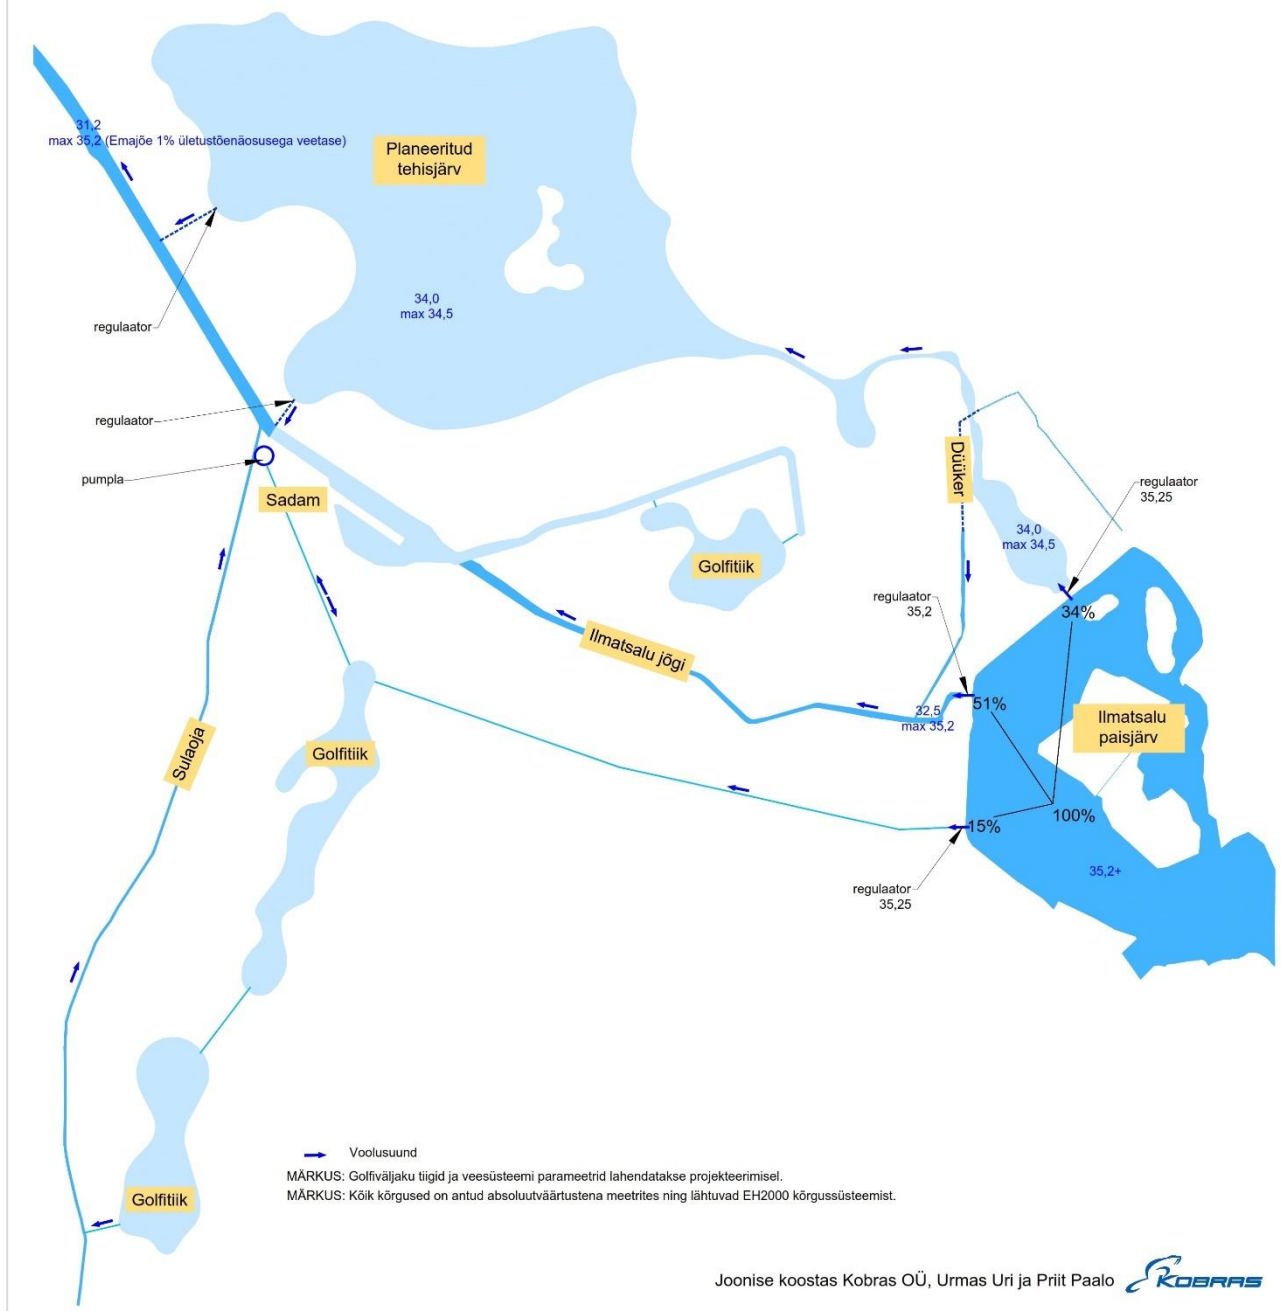 31,2
max 35,2 (Emajõe 1% ületustõenäosusega veetase)
Planeeritud
tehisjärv
34,0
max 34,5
regulaator
regulaator
pumpla
Sadam
Düüker
regulaator
35,25
34,0
max 34,5
Golfitiik
regulaator
35,2
34%
Ilmatsalu jõgi
51%
32,5
max 35,2
Ilmatsalu
paisjärv
Sulaoja
Golfitiik
100%
15%
35,2+
regulaator
35,25
Voolusuund
MÄRKUS: Golfiväljaku tiigid ja veesüsteemi parameetrid lahendatakse projekteerimisel.
MÄRKUS: Kõik kõrgused on antud absoluutväärtustena meetrites ning lähtuvad EH2000 kõrgussüsteemist.
Golfitiik
Joonise koostas Kobras OÜ, Urmas Uri ja Priit Paalo
KOBRAS